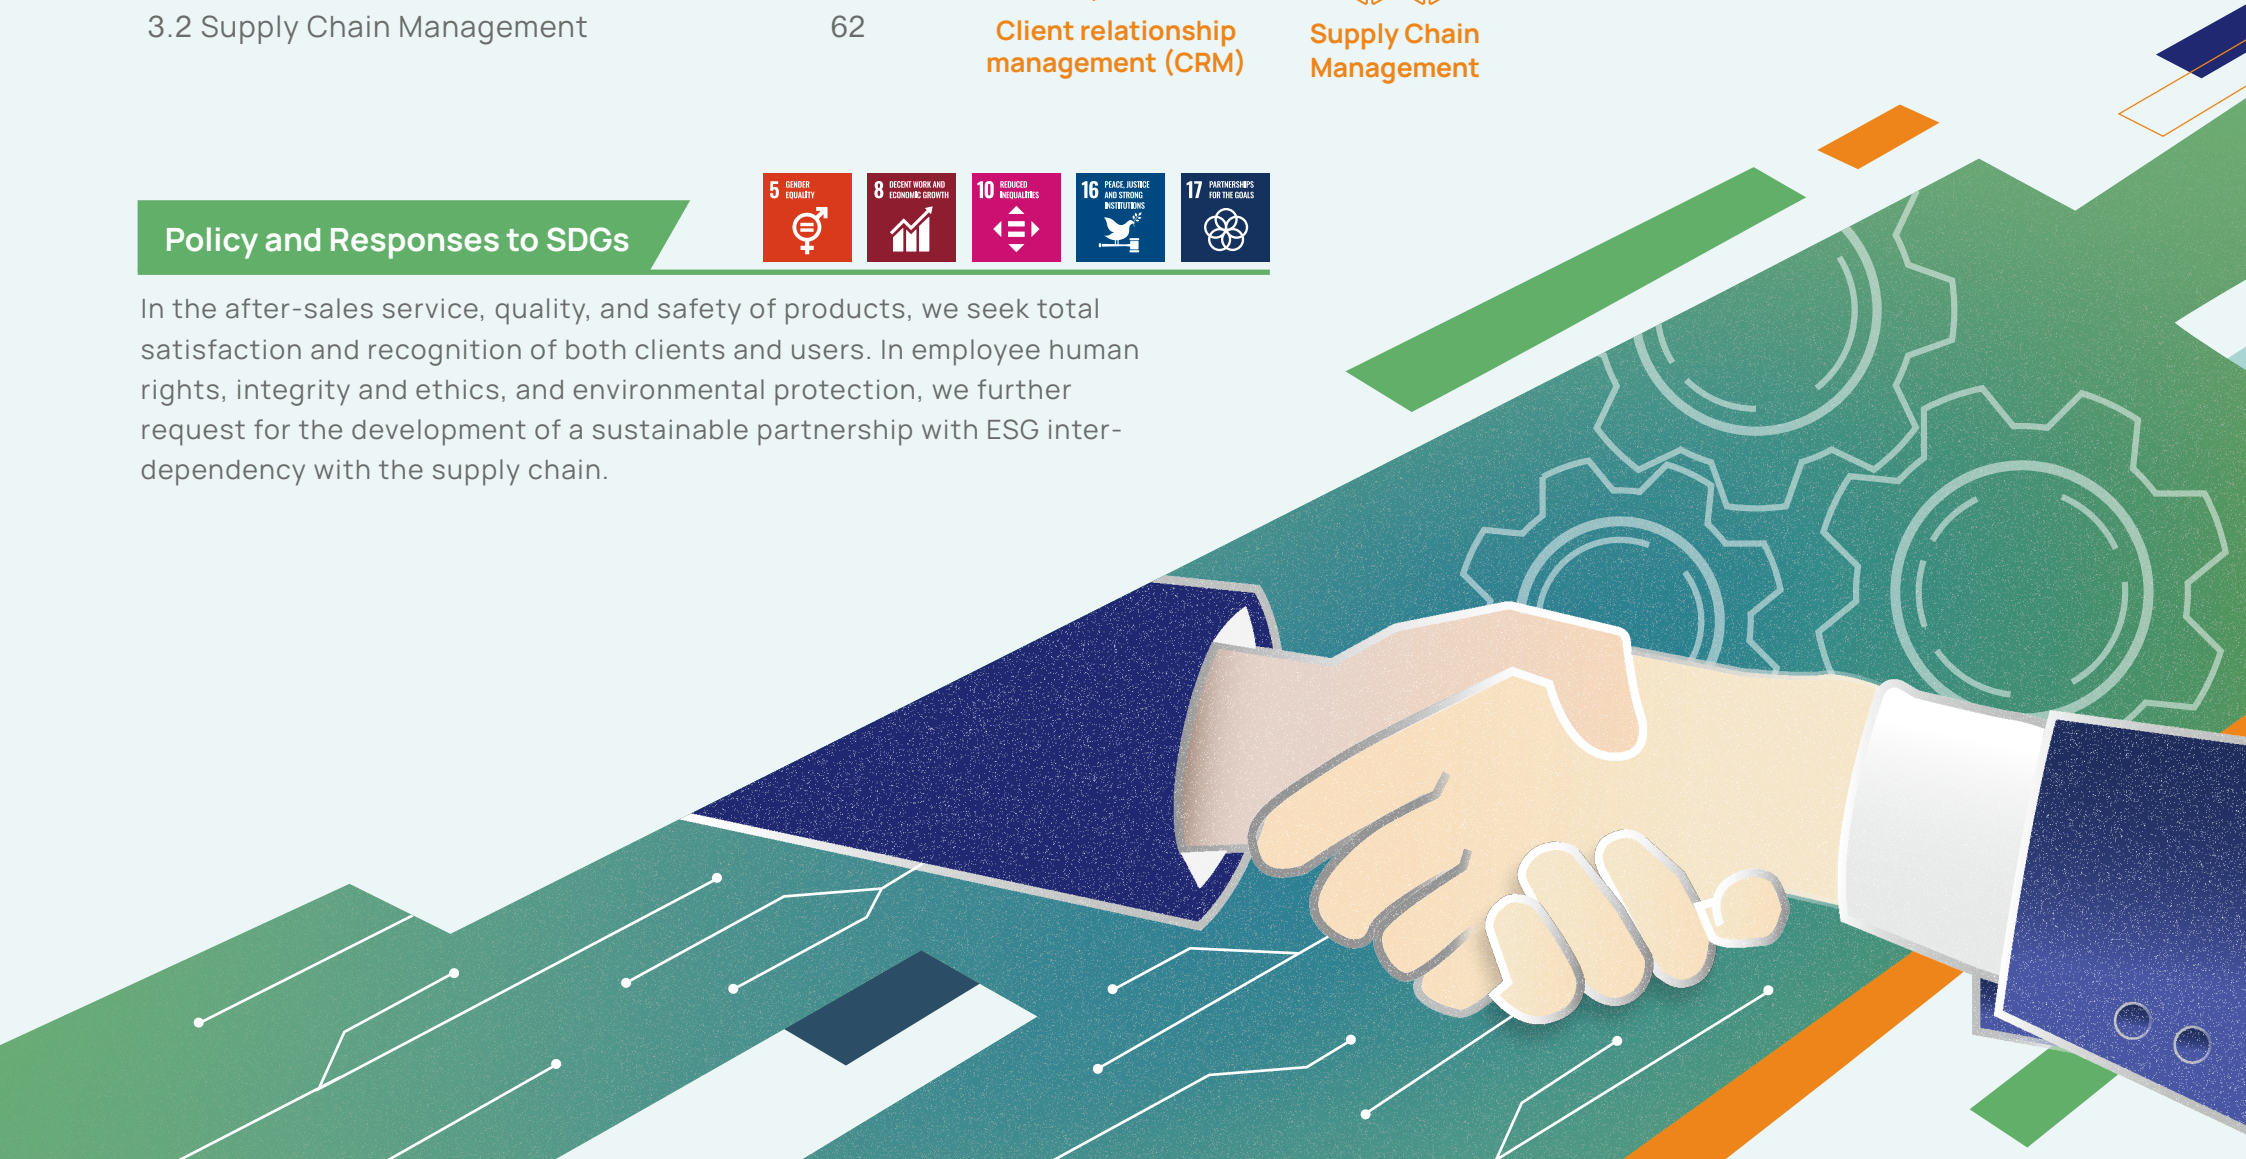 3.2 Supply Chain Management 62
Client relationship
management (CRM)
Supply Chain
Management
Policy and Responses to SDGs
5 GENDER
EQUALITY
8 DECENT WORK AND
ECONOMIC GROWTH
10 REDUCED
INEQUALITIES
16 PEACE, JUSTICE
AND STRONG
INSTITUTIONS
17 PARTNERSHIPS
FOR THE GOALS
In the after-sales service, quality, and safety of products, we seek total
satisfaction and recognition of both clients and users. In employee human
rights, integrity and ethics, and environmental protection, we further
request for the development of a sustainable partnership with ESG inter-
dependency with the supply chain.